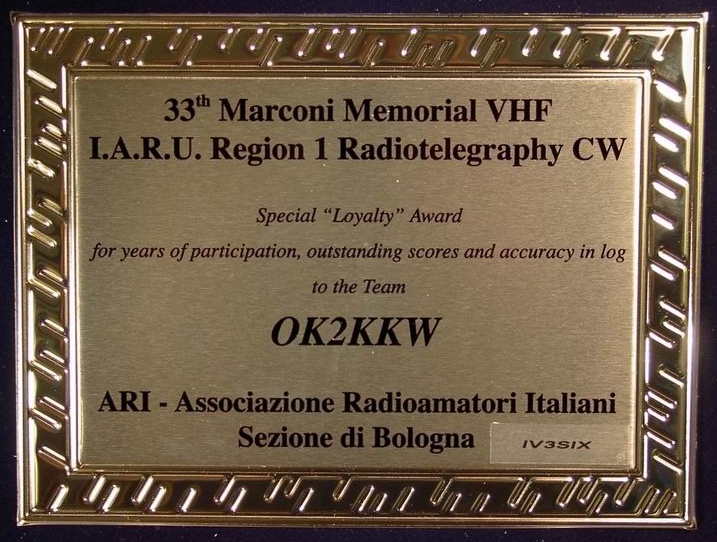 33th Marconi Memorial VHF
I.A.R.U. Region 1 Radiotelegraphy CW
Special “Loyalty” Award
for years of participation, outstanding scores and accuracy in log
to the Team
OK2KKW
ARI - Associazione Radioamatori Italiani
Sezione di Bologna
IV3SIX